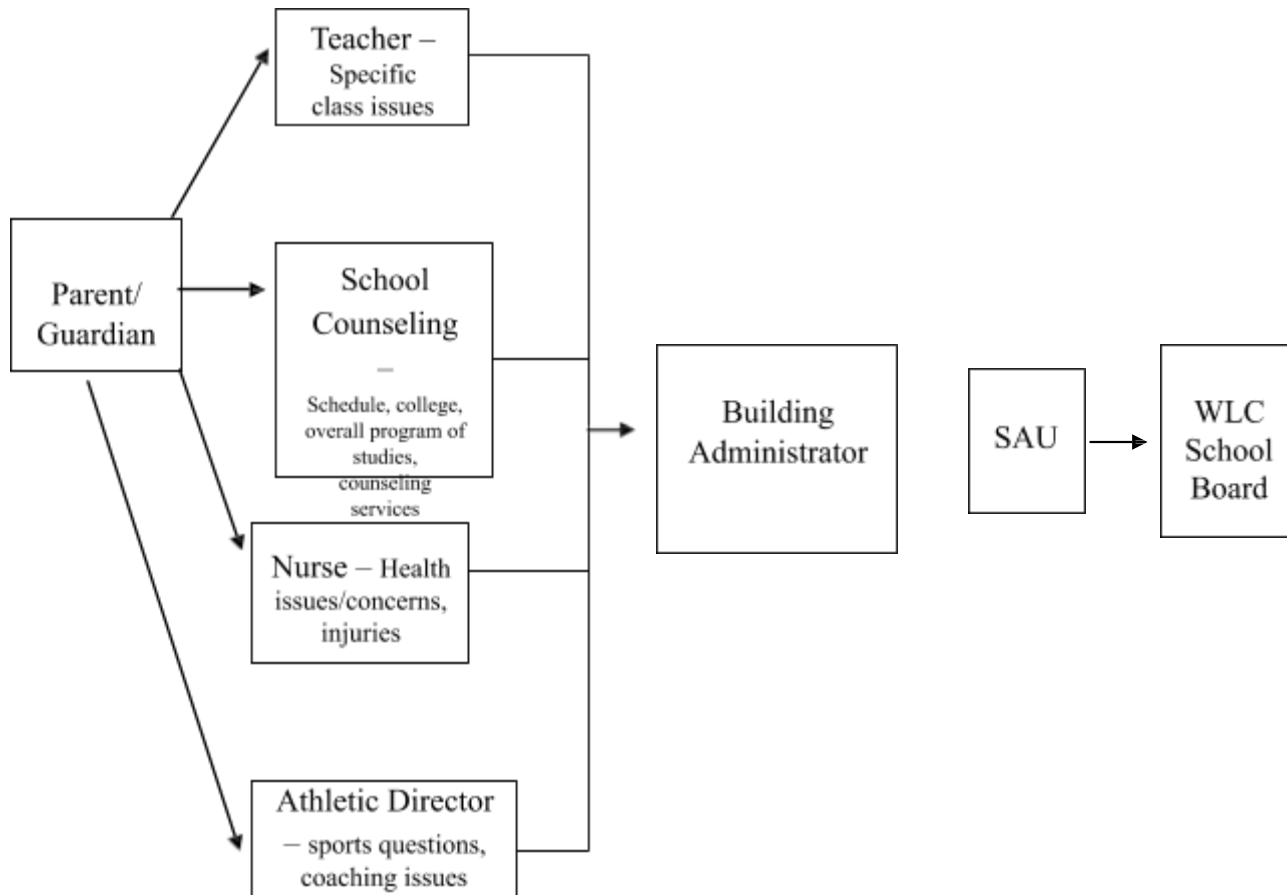 Teacher –
Specific
class issues
Parent/
Guardian
School
Counseling
–
Schedule, college,
overall program of
studies,
counseling
services
Nurse – Health
issues/concerns,
injuries
Athletic Director
– sports questions,
coaching issues
Building
Administrator
SAU
WLC
School
Board